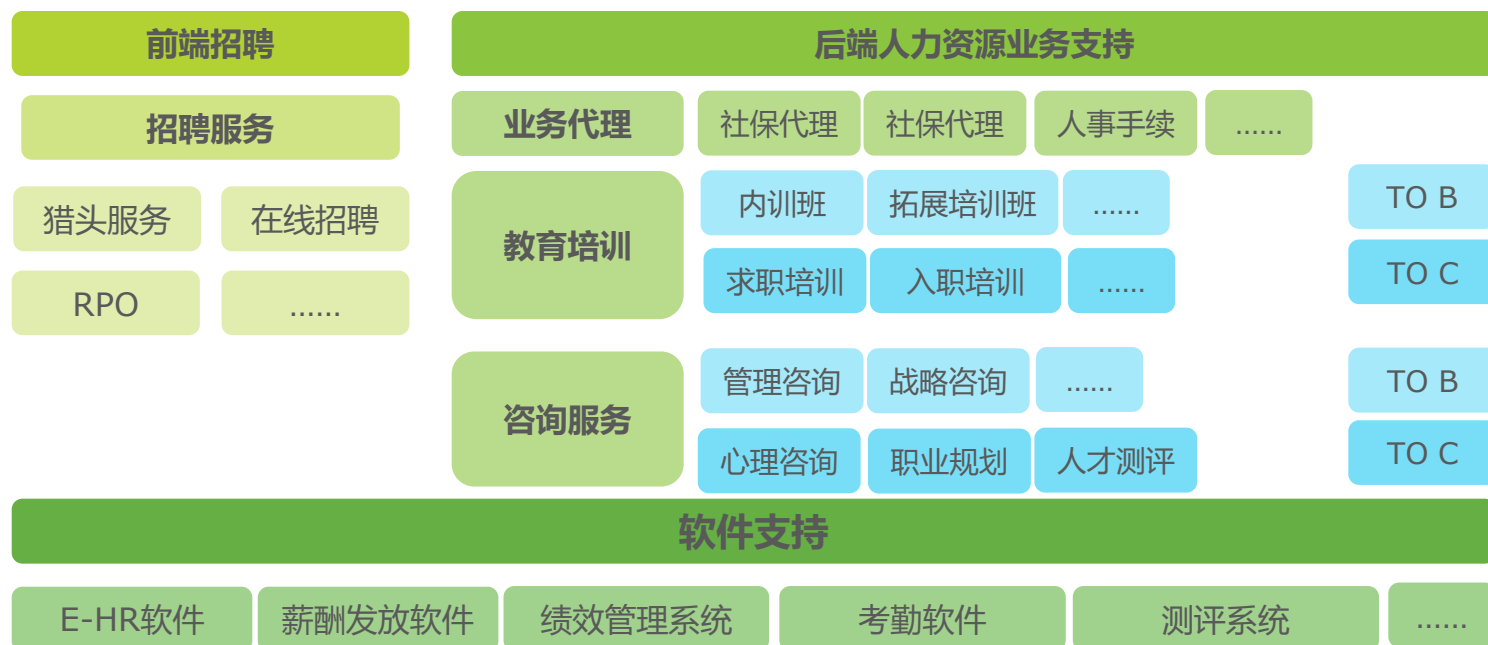 前端招聘
招聘服务
猎头服务 在线招聘
RPO ......
后端人力资源业务支持
业务代理 社保代理 社保代理 人事手续 ......
教育培训
内训班 拓展培训班 ...... TO B
求职培训 入职培训 ...... TO C
咨询服务
管理咨询 战略咨询 ...... TO B
心理咨询 职业规划 人才测评 TO C
软件支持
E-HR软件 薪酬发放软件 绩效管理系统 考勤软件 测评系统 ......